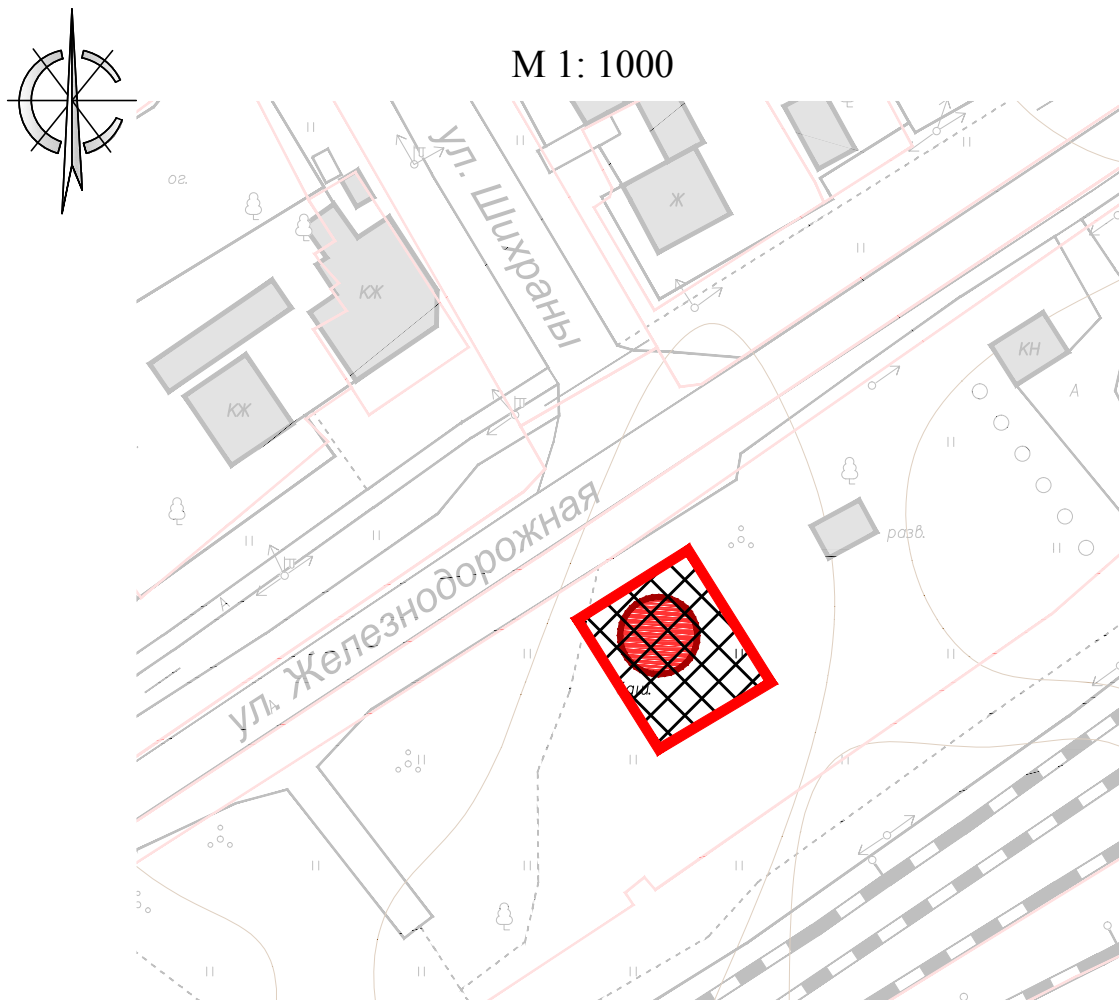 М 1: 1000
ог.
ул. Шихраны
Ж
КЖ
КЖ
КН
А
разв.
А
ул. Железнодорожная
А